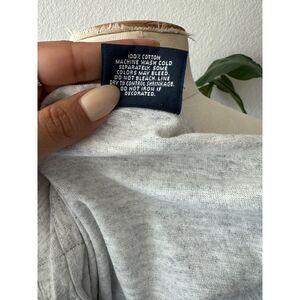 100% COTTON
MACHINE WASH COLD
SEPARATELY. SOME
COLORS MAY BLEED
DO NOT BLEACH. LINE
DRY TO CONTROL SHRINKAGE.
DO NOT IRON IF
DECORATED.